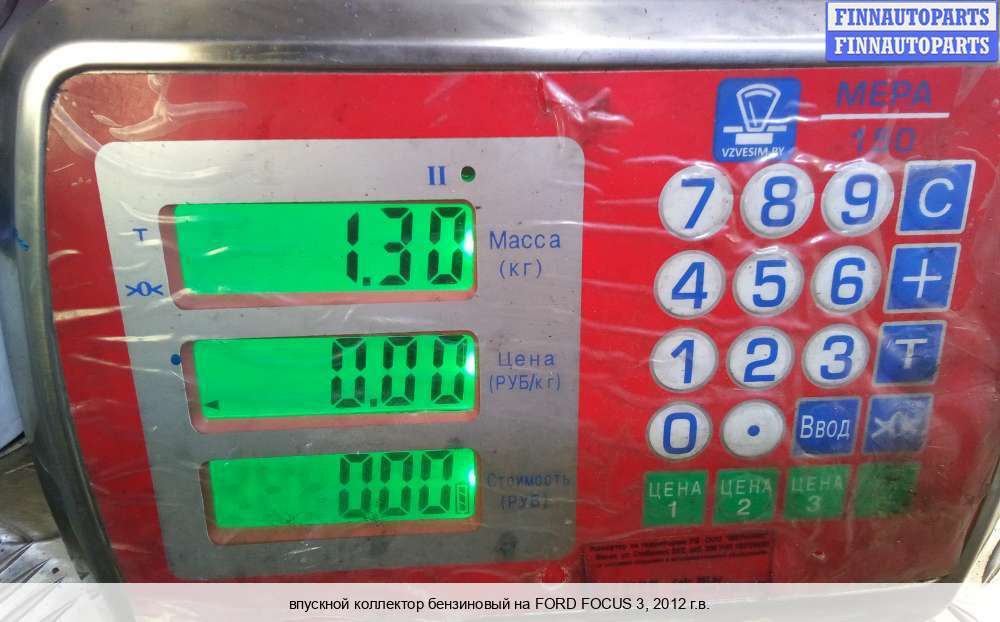 FINNAUTOPARTS
FINNAUTOPARTS
VZVESIM.BY
МЕРА
150
II
T
>0<
1.30
Масса
(кг)
0.00
Цена
(РУБ/кг)
0.00
Стоимость
(РУБ)
7 8 9 C
4 5 6 +
1 2 3 T
0 . Ввод
ЦЕНА 1
ЦЕНА 2
ЦЕНА 3
впускной коллектор бензиновый на FORD FOCUS 3, 2012 г.в.